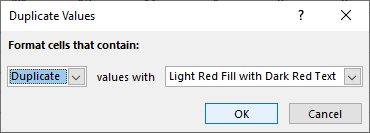 Duplicate Values
Format cells that contain:
Duplicate values with Light Red Fill with Dark Red Text
OK Cancel